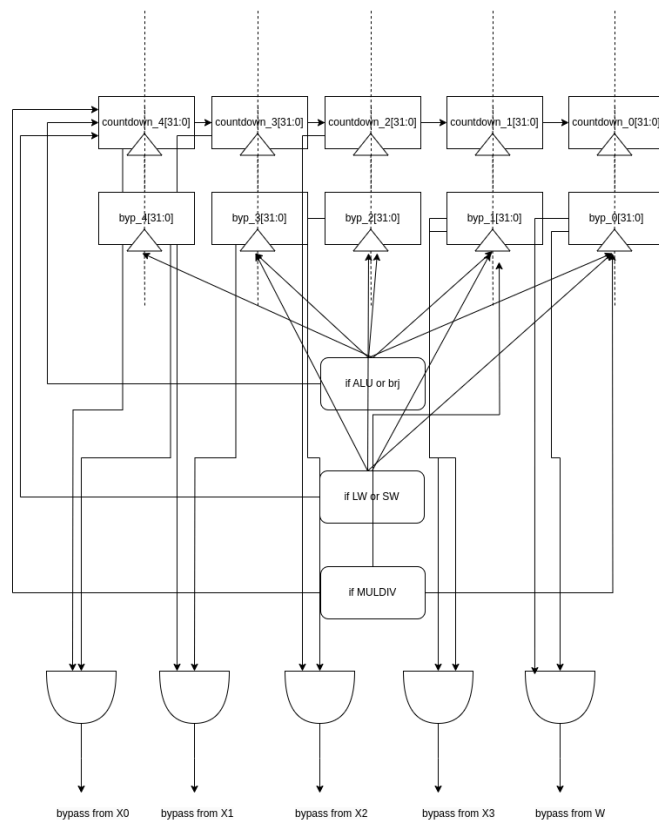 countdown_4[31:0]
countdown_3[31:0]
countdown_2[31:0]
countdown_1[31:0]
countdown_0[31:0]
byp_4[31:0]
byp_3[31:0]
byp_2[31:0]
byp_1[31:0]
byp_0[31:0]
if ALU or brj
if LW or SW
if MULDIV
bypass from X0
bypass from X1
bypass from X2
bypass from X3
bypass from W